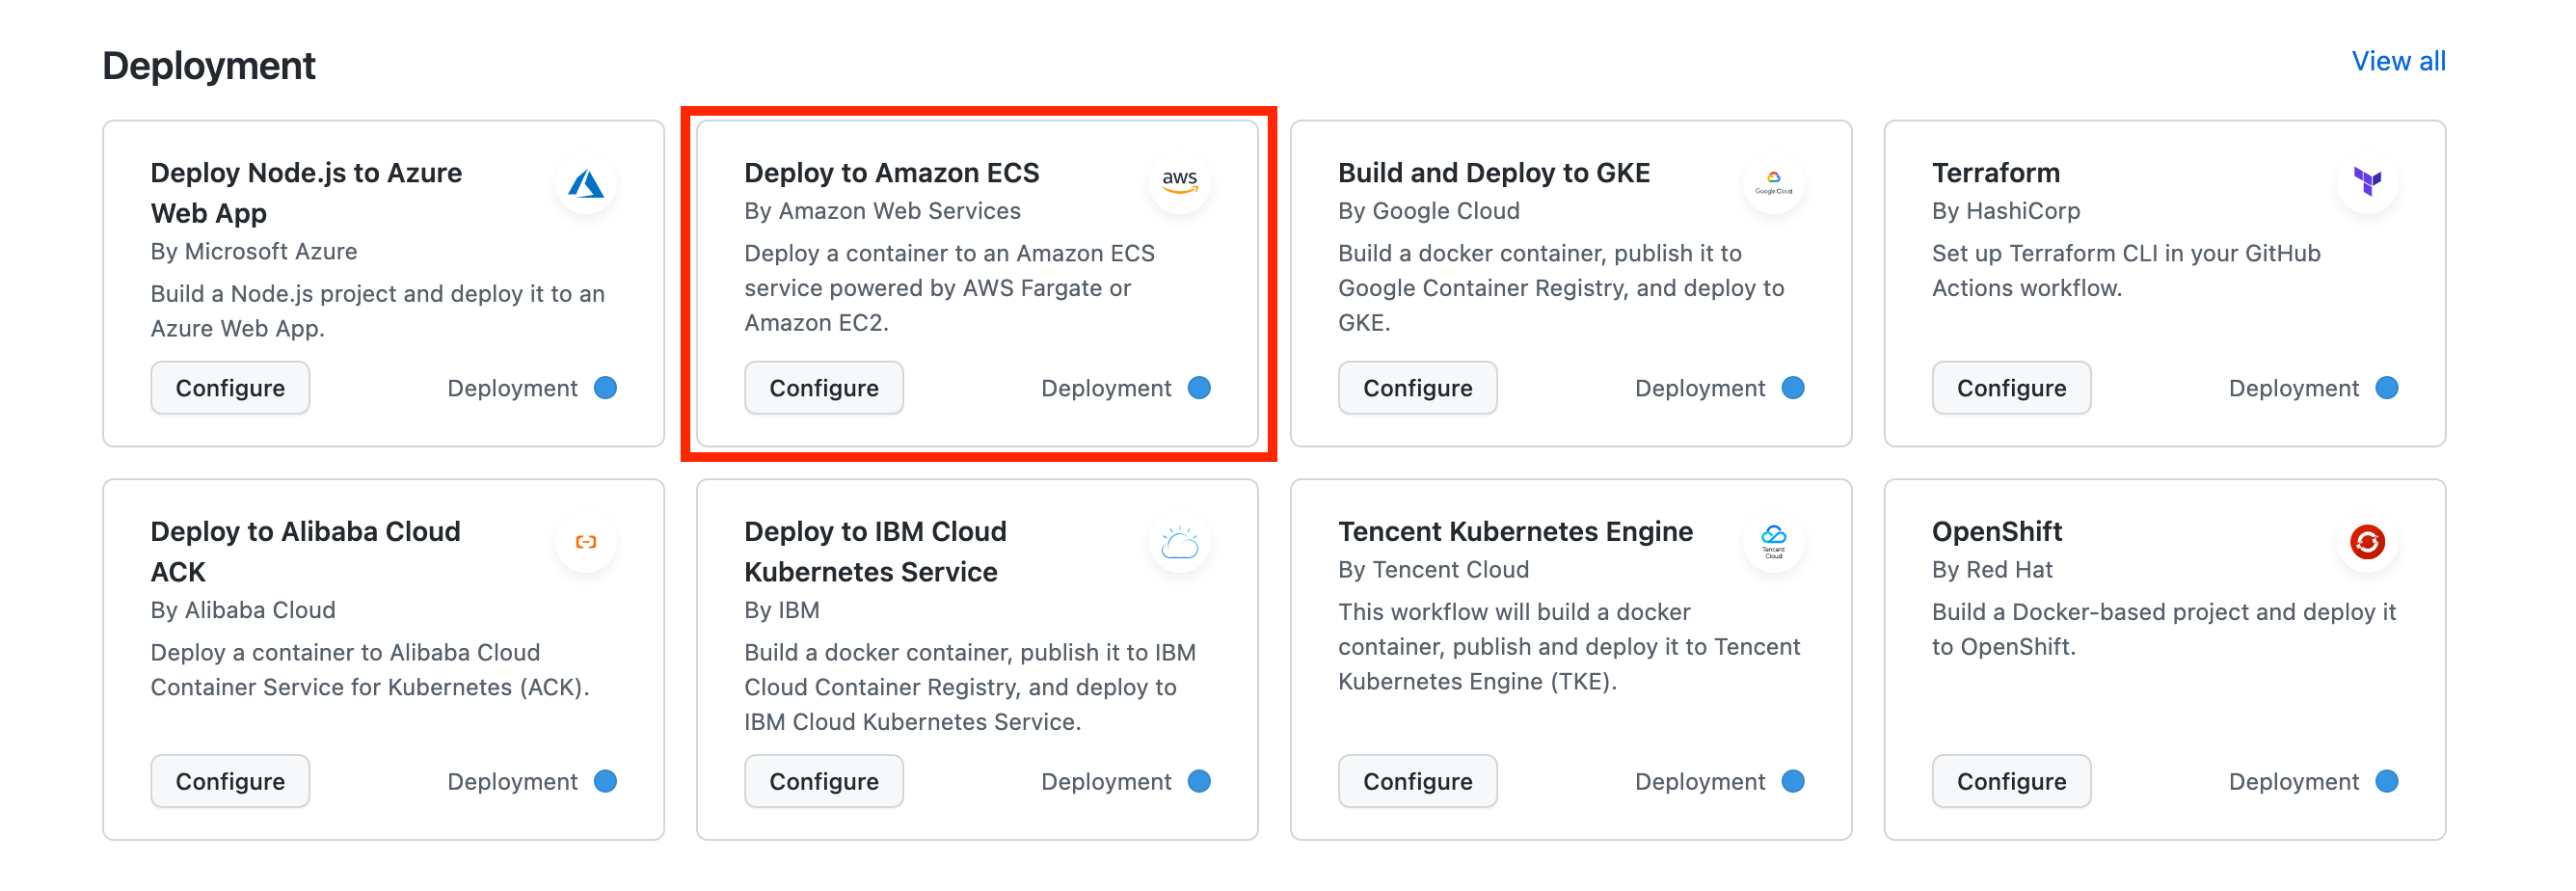 Deployment
View all
Deploy Node.js to Azure
Web App
By Microsoft Azure
Build a Node.js project and deploy it to an
Azure Web App.
Configure
Deployment
Deploy to Amazon ECS
By Amazon Web Services
Deploy a container to an Amazon ECS
service powered by AWS Fargate or
Amazon EC2.
Configure
Deployment
aws
Build and Deploy to GKE
By Google Cloud
Build a docker container, publish it to
Google Container Registry, and deploy to
GKE.
Configure
Deployment
Google Cloud
Terraform
By HashiCorp
Set up Terraform CLI in your GitHub
Actions workflow.
Configure
Deployment
Deploy to Alibaba Cloud
ACK
By Alibaba Cloud
Deploy a container to Alibaba Cloud
Container Service for Kubernetes (ACK).
Configure
Deployment
Deploy to IBM Cloud
Kubernetes Service
By IBM
Build a docker container, publish it to IBM
Cloud Container Registry, and deploy to
IBM Cloud Kubernetes Service.
Configure
Deployment
Tencent Kubernetes Engine
By Tencent Cloud
This workflow will build a docker
container, publish and deploy it to Tencent
Kubernetes Engine (TKE).
Configure
Deployment
Tencent
Cloud
OpenShift
By Red Hat
Build a Docker-based project and deploy it
to OpenShift.
Configure
Deployment